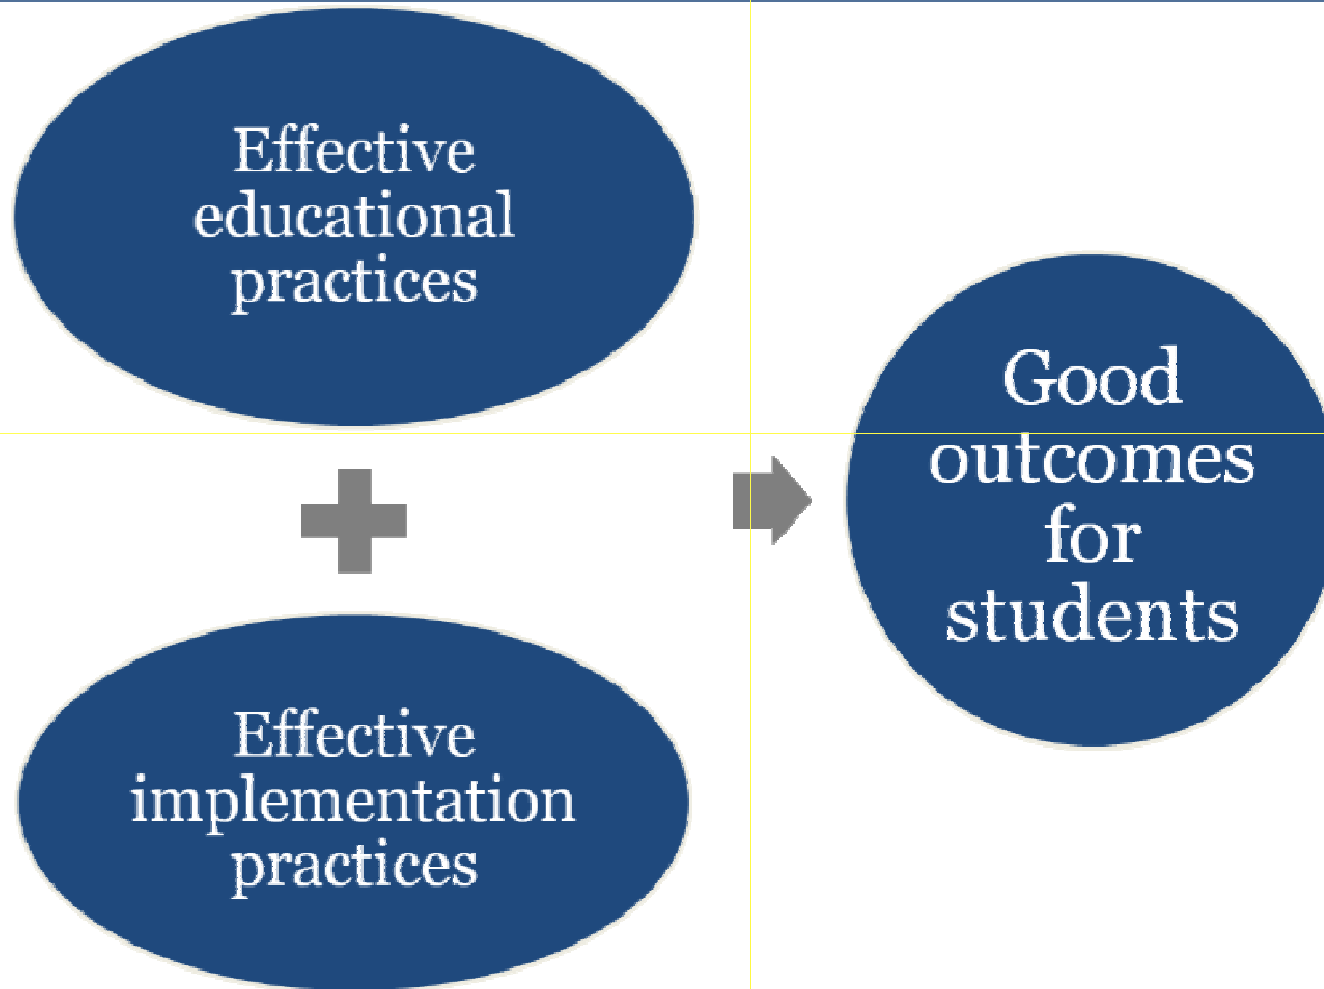 Effective
educational
practices
Effective
implementation
practices
Good
outcomes
for
students